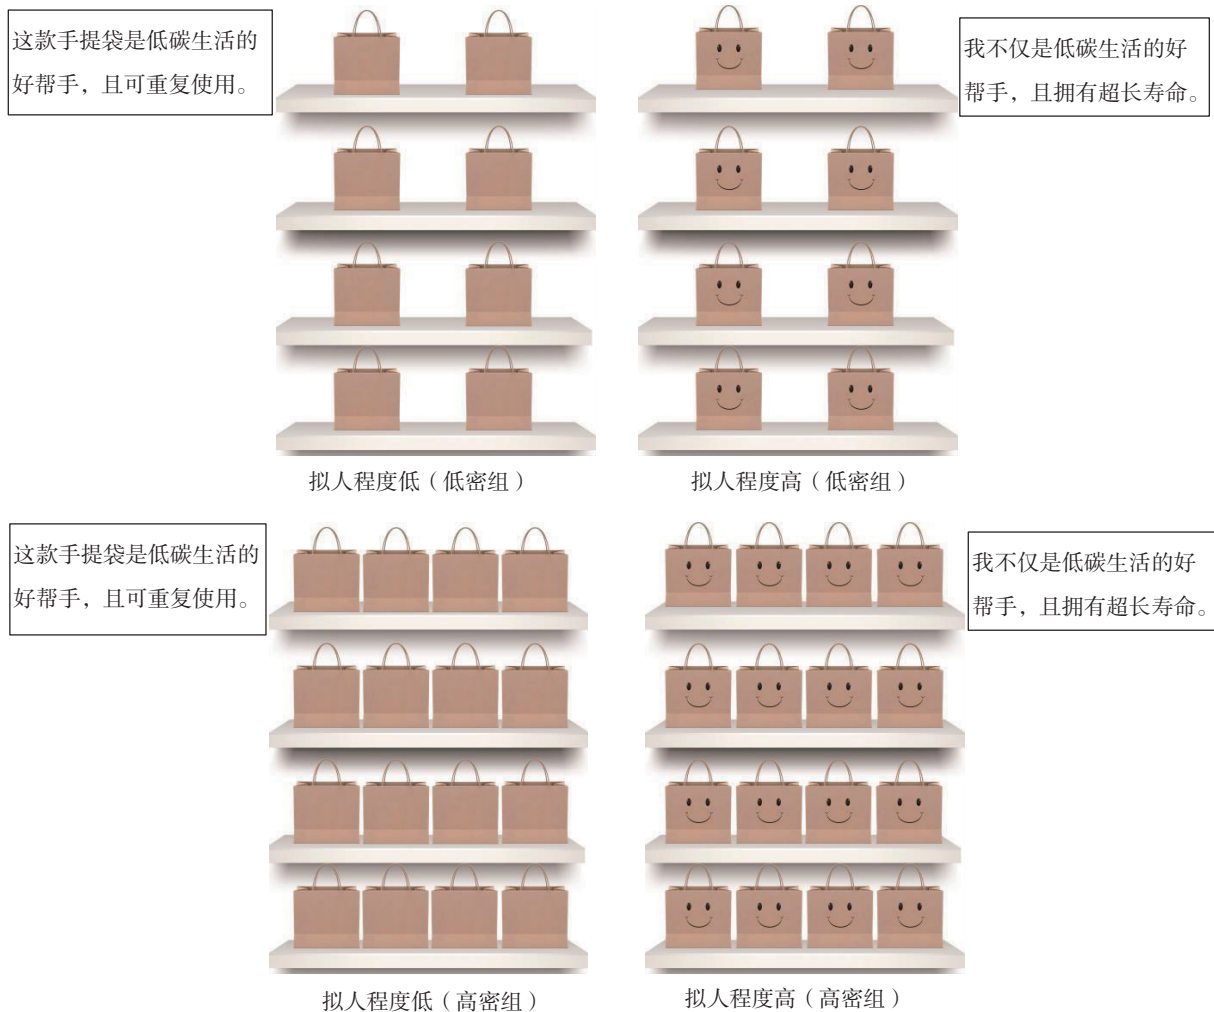 这款手提袋是低碳生活的
好帮手，且可重复使用。
我不仅是低碳生活的好
帮手，且拥有超长寿命。
拟人程度低（低密组）
拟人程度高（低密组）
这款手提袋是低碳生活的
好帮手，且可重复使用。
我不仅是低碳生活的好
帮手，且拥有超长寿命。
拟人程度低（高密组）
拟人程度高（高密组）